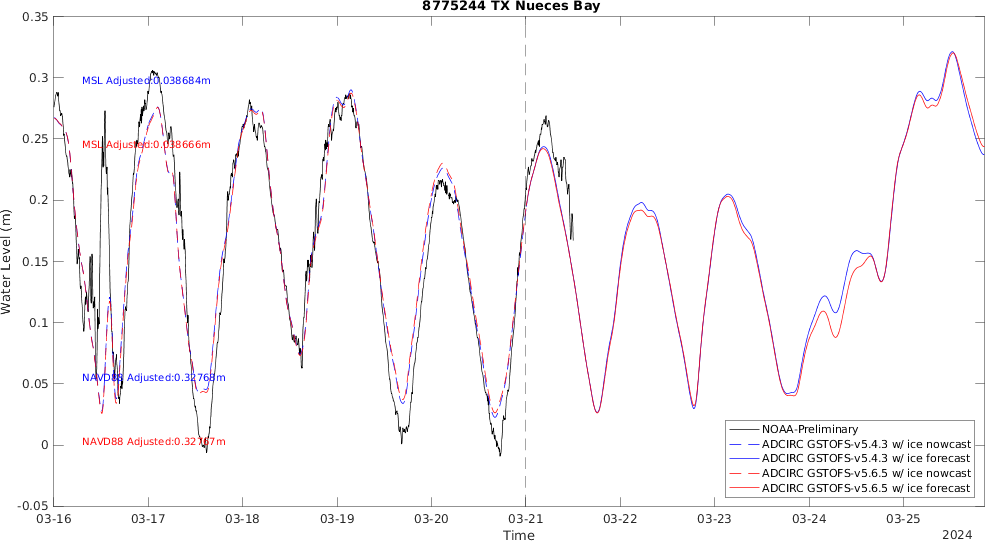 8775244 TX Nueces Bay
0.35
0.3
0.25
0.2
0.15
0.1
0.05
0
-0.05
Water Level (m)
MSL Adjusted:0.038684m
MSL Adjusted:0.038666m
NAVD88 Adjusted:0.32768m
NAVD88 Adjusted:0.32767m
NOAA-Preliminary
ADCIRC GSTOFS-v5.4.3 w/ ice nowcast
ADCIRC GSTOFS-v5.4.3 w/ ice forecast
ADCIRC GSTOFS-v5.6.5 w/ ice nowcast
ADCIRC GSTOFS-v5.6.5 w/ ice forecast
03-16 03-17 03-18 03-19 03-20 03-21 03-22 03-23 03-24 03-25
Time
2024